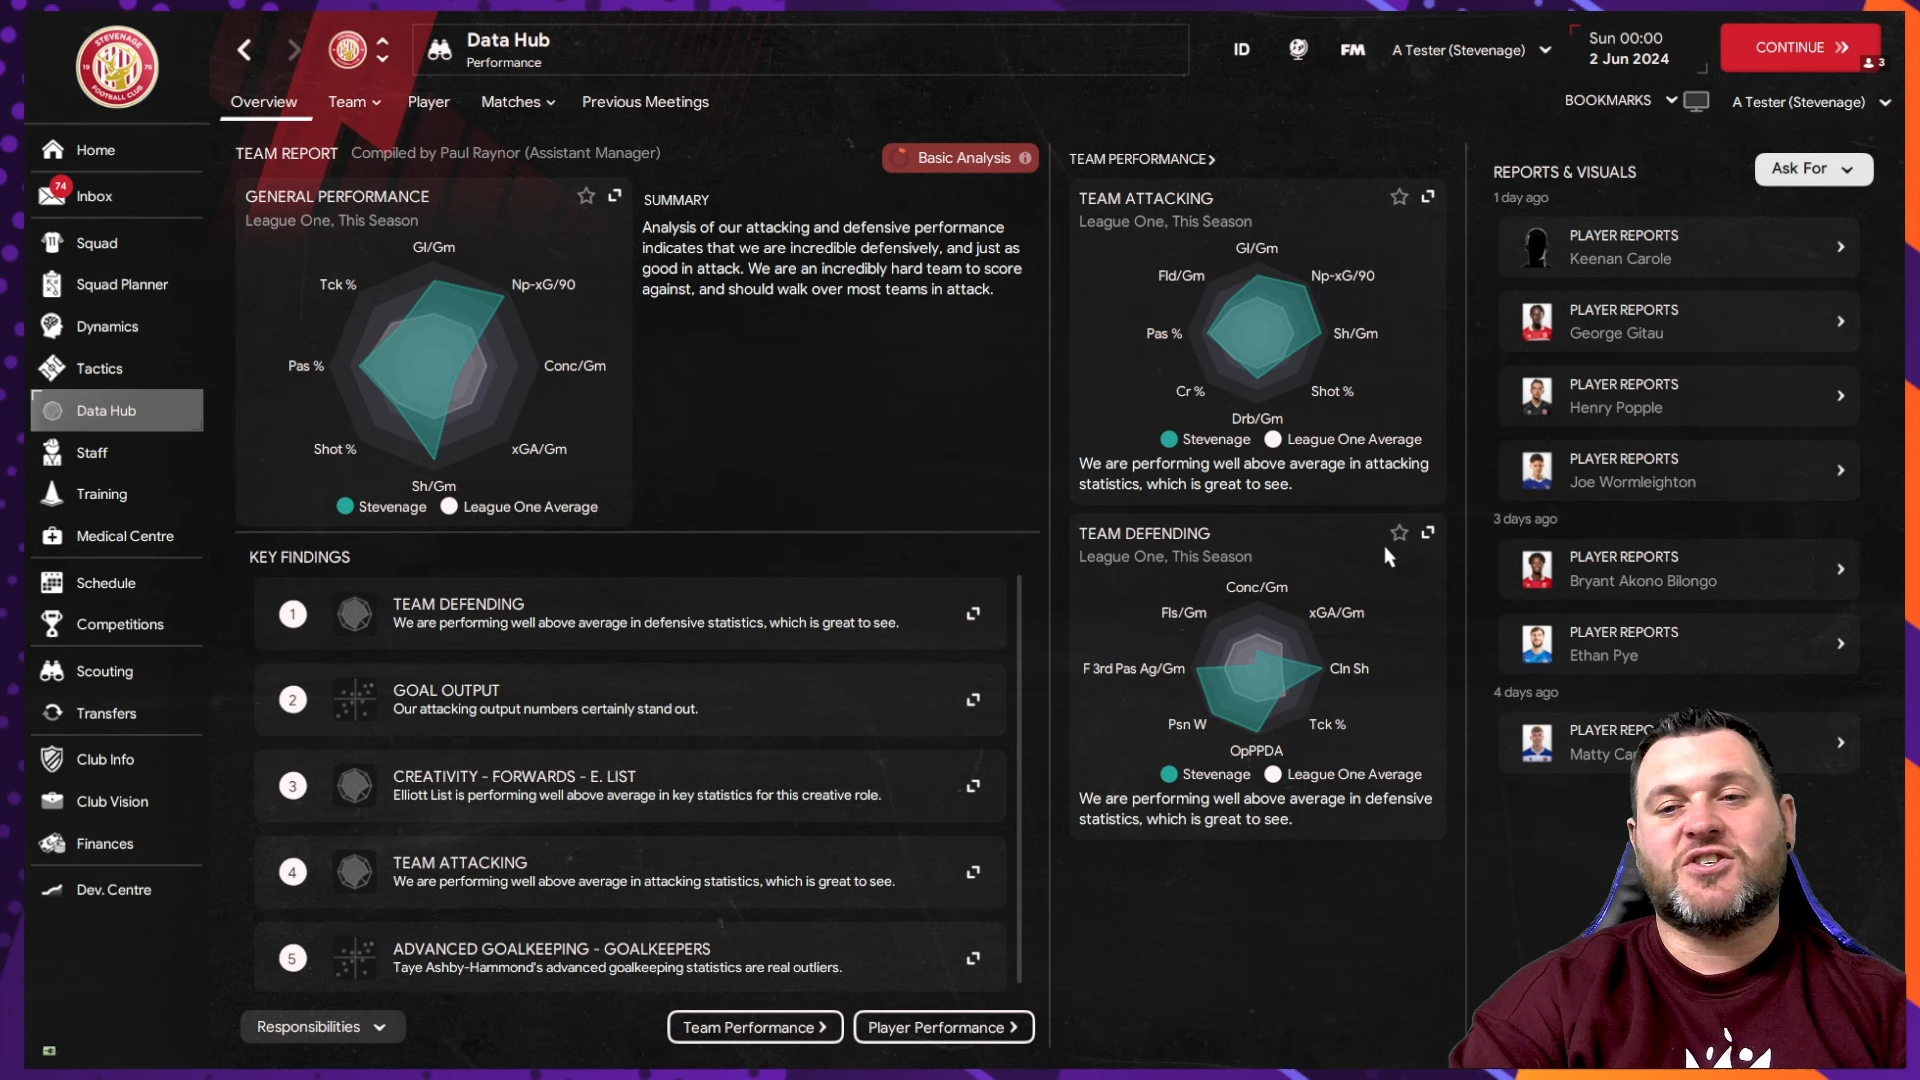 STEVENAGE
19 76
FOOTBALL CLUB
Data Hub
Performance
ID
FM
A Tester (Stevenage)
Sun 00:00
2 Jun 2024
CONTINUE
3
Overview
Team
Player
Matches
Previous Meetings
BOOKMARKS
A Tester (Stevenage)
Home
74
Inbox
11
Squad
Squad Planner
Dynamics
Tactics
Data Hub
Staff
Training
Medical Centre
Schedule
Competitions
Scouting
Transfers
Club Info
Club Vision
Finances
Dev. Centre
TEAM REPORT Compiled by Paul Raynor (Assistant Manager)
Basic Analysis
GENERAL PERFORMANCE
League One, This Season
Gl/Gm
Tck %
Np-xG/90
Pas %
Conc/Gm
Shot %
xGA/Gm
Sh/Gm
Stevenage
League One Average
SUMMARY
Analysis of our attacking and defensive performance
indicates that we are incredible defensively, and just as
good in attack. We are an incredibly hard team to score
against, and should walk over most teams in attack.
KEY FINDINGS
1
TEAM DEFENDING
We are performing well above average in defensive statistics, which is great to see.
2
GOAL OUTPUT
Our attacking output numbers certainly stand out.
3
CREATIVITY - FORWARDS - E. LIST
Elliott List is performing well above average in key statistics for this creative role.
4
TEAM ATTACKING
We are performing well above average in attacking statistics, which is great to see.
5
ADVANCED GOALKEEPING - GOALKEEPERS
Taye Ashby-Hammond's advanced goalkeeping statistics are real outliers.
Responsibilities
Team Performance
Player Performance
TEAM PERFORMANCE
TEAM ATTACKING
League One, This Season
Gl/Gm
Fld/Gm
Np-xG/90
Pas %
Sh/Gm
Cr %
Shot %
Drb/Gm
Stevenage
League One Average
We are performing well above average in attacking
statistics, which is great to see.
TEAM DEFENDING
League One, This Season
Conc/Gm
Fls/Gm
xGA/Gm
F 3rd Pas Ag/Gm
Cln Sh
Psn W
Tck %
OpPPDA
Stevenage
League One Average
We are performing well above average in defensive
statistics, which is great to see.
REPORTS & VISUALS
Ask For
1 day ago
PLAYER REPORTS
Keenan Carole
PLAYER REPORTS
George Gitau
PLAYER REPORTS
Henry Popple
PLAYER REPORTS
Joe Wormleighton
3 days ago
PLAYER REPORTS
Bryant Akono Bilongo
PLAYER REPORTS
Ethan Pye
4 days ago
PLAYER REPO
Matty Ca